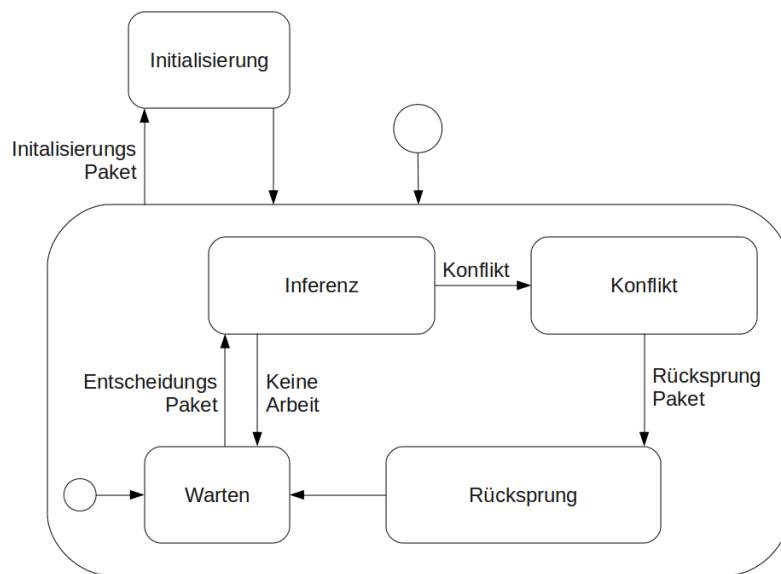 Initialisierung
Initalisierungs
Paket
Inferenz
Konflikt
Konflikt
Entscheidungs
Paket
Keine
Arbeit
Rücksprung
Paket
Warten
Rücksprung